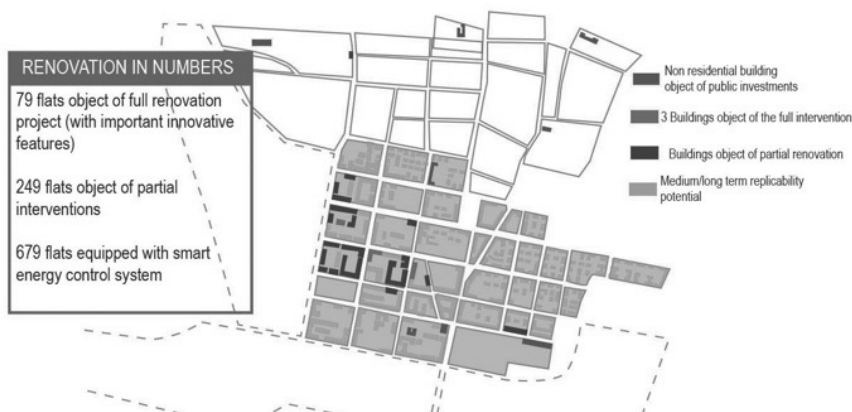 RENOVATION IN NUMBERS
79 flats object of full renovation
project (with important innovative
features)
249 flats object of partial
interventions
679 flats equipped with smart
energy control system
Non residential building
object of public investments
3 Buildings object of the full intervention
Buildings object of partial renovation
Medium/long term replicability
potential